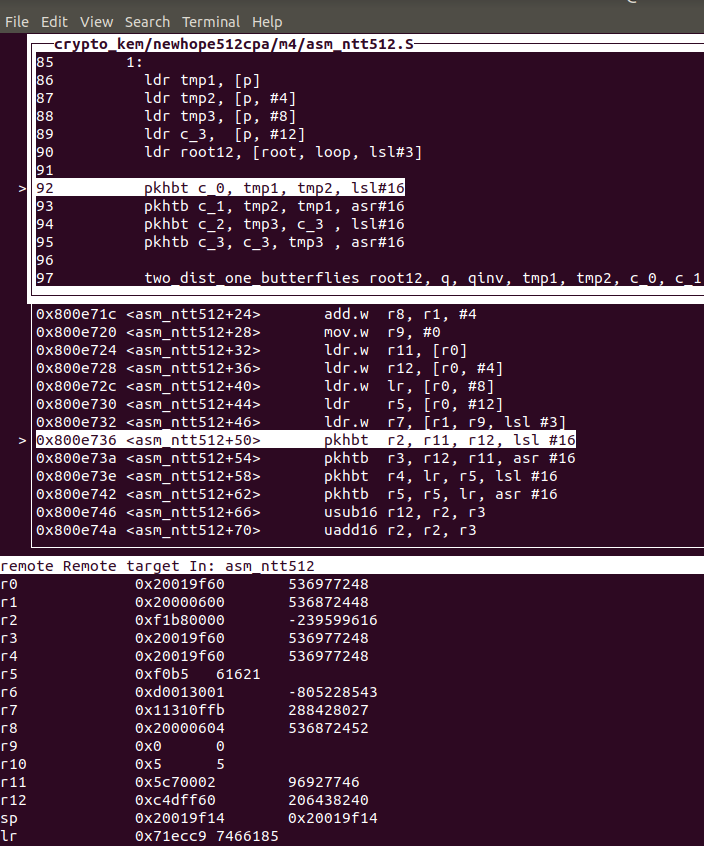 File Edit View Search Terminal Help
crypto_kem/newhope512cpa/m4/asm_ntt512.S
85 1:
86 ldr tmp1, [p]
87 ldr tmp2, [p, #4]
88 ldr tmp3, [p, #8]
89 ldr c_3, [p, #12]
90 ldr root12, [root, loop, lsl#3]
91
> 92 pkhbt c_0, tmp1, tmp2, lsl#16
93 pkhtb c_1, tmp2, tmp1, asr#16
94 pkhbt c_2, tmp3, c_3 , lsl#16
95 pkhtb c_3, c_3, tmp3 , asr#16
96
97 two_dist_one_butterflies root12, q, qinv, tmp1, tmp2, c_0, c_1
0x800e71c <asm_ntt512+24> add.w r8, r1, #4
0x800e720 <asm_ntt512+28> mov.w r9, #0
0x800e724 <asm_ntt512+32> ldr.w r11, [r0]
0x800e728 <asm_ntt512+36> ldr.w r12, [r0, #4]
0x800e72c <asm_ntt512+40> ldr.w lr, [r0, #8]
0x800e730 <asm_ntt512+44> ldr r5, [r0, #12]
0x800e732 <asm_ntt512+46> ldr.w r7, [r1, r9, lsl #3]
> 0x800e736 <asm_ntt512+50> pkhbt r2, r11, r12, lsl #16
0x800e73a <asm_ntt512+54> pkhtb r3, r12, r11, asr #16
0x800e73e <asm_ntt512+58> pkhbt r4, lr, r5, lsl #16
0x800e742 <asm_ntt512+62> pkhtb r5, r5, lr, asr #16
0x800e746 <asm_ntt512+66> usub16 r12, r2, r3
0x800e74a <asm_ntt512+70> uadd16 r2, r2, r3
remote Remote target In: asm_ntt512
r0 0x20019f60 536977248
r1 0x20000600 536872448
r2 0xf1b80000 -239599616
r3 0x20019f60 536977248
r4 0x20019f60 536977248
r5 0xf0b5 61621
r6 0xd0013001 -805228543
r7 0x11310ffb 288428027
r8 0x20000604 536872452
r9 0x0 0
r10 0x5 5
r11 0x5c70002 96927746
r12 0xc4dff60 206438240
sp 0x20019f14 0x20019f14
lr 0x71ecc9 7466185